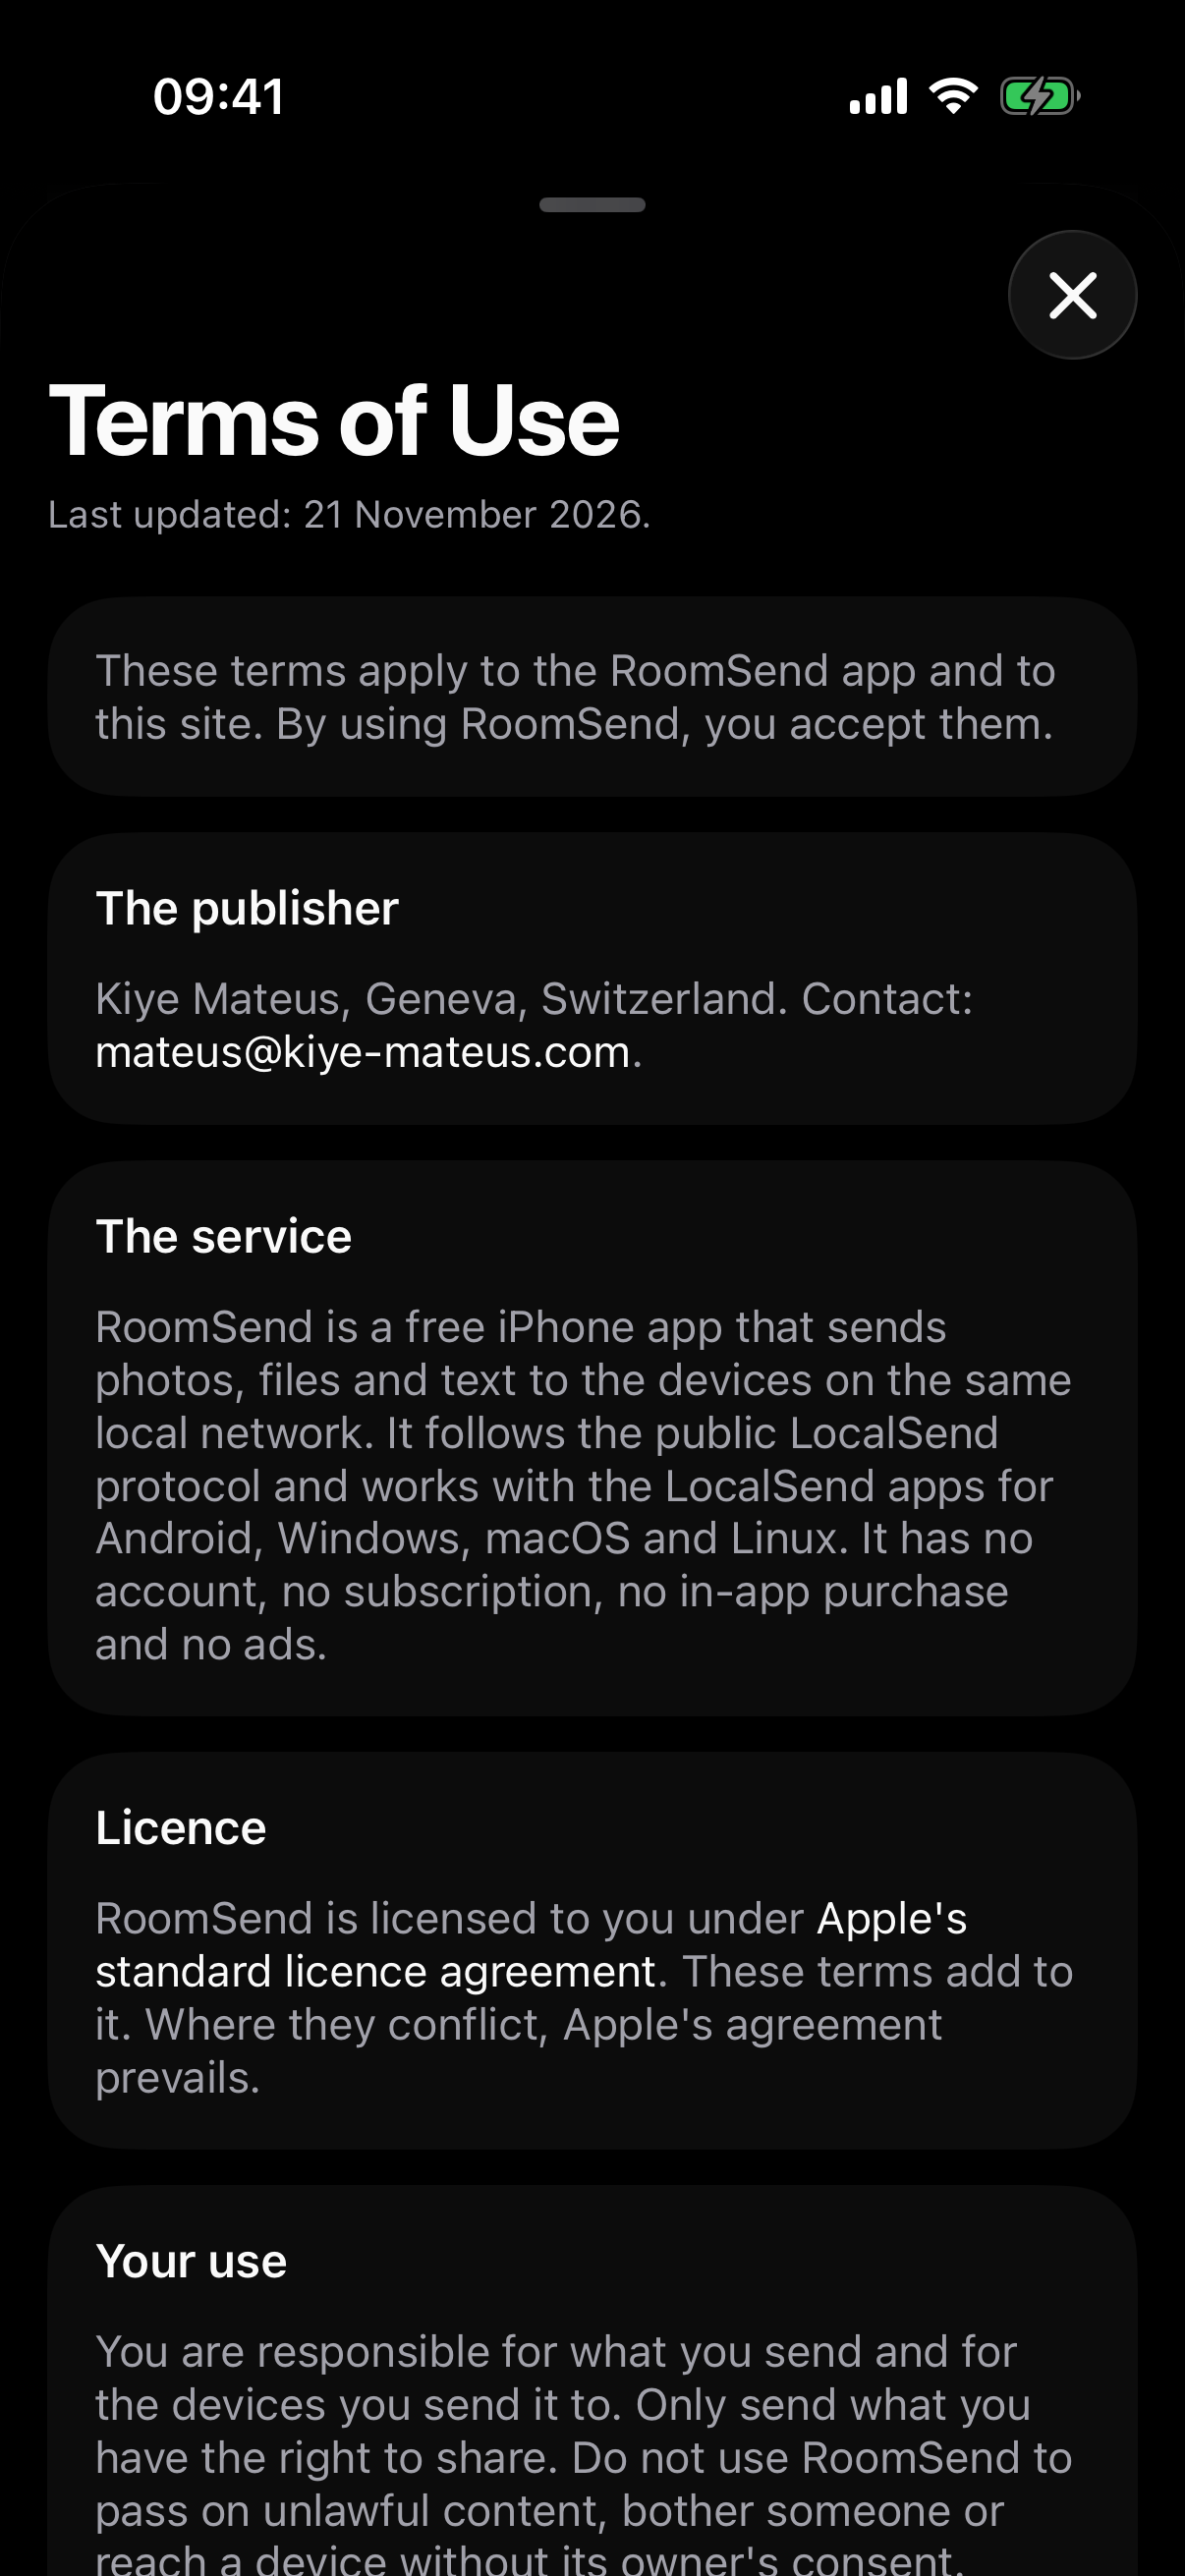 09:41
Terms of Use
Last updated: 21 November 2026.
These terms apply to the RoomSend app and to
this site. By using RoomSend, you accept them.
The publisher
Kiye Mateus, Geneva, Switzerland. Contact:
mateus@kiye-mateus.com.
The service
RoomSend is a free iPhone app that sends
photos, files and text to the devices on the same
local network. It follows the public LocalSend
protocol and works with the LocalSend apps for
Android, Windows, macOS and Linux. It has no
account, no subscription, no in-app purchase
and no ads.
Licence
RoomSend is licensed to you under Apple's
standard licence agreement. These terms add to
it. Where they conflict, Apple's agreement
prevails.
Your use
You are responsible for what you send and for
the devices you send it to. Only send what you
have the right to share. Do not use RoomSend to
pass on unlawful content, bother someone or
reach a device without its owner's consent.